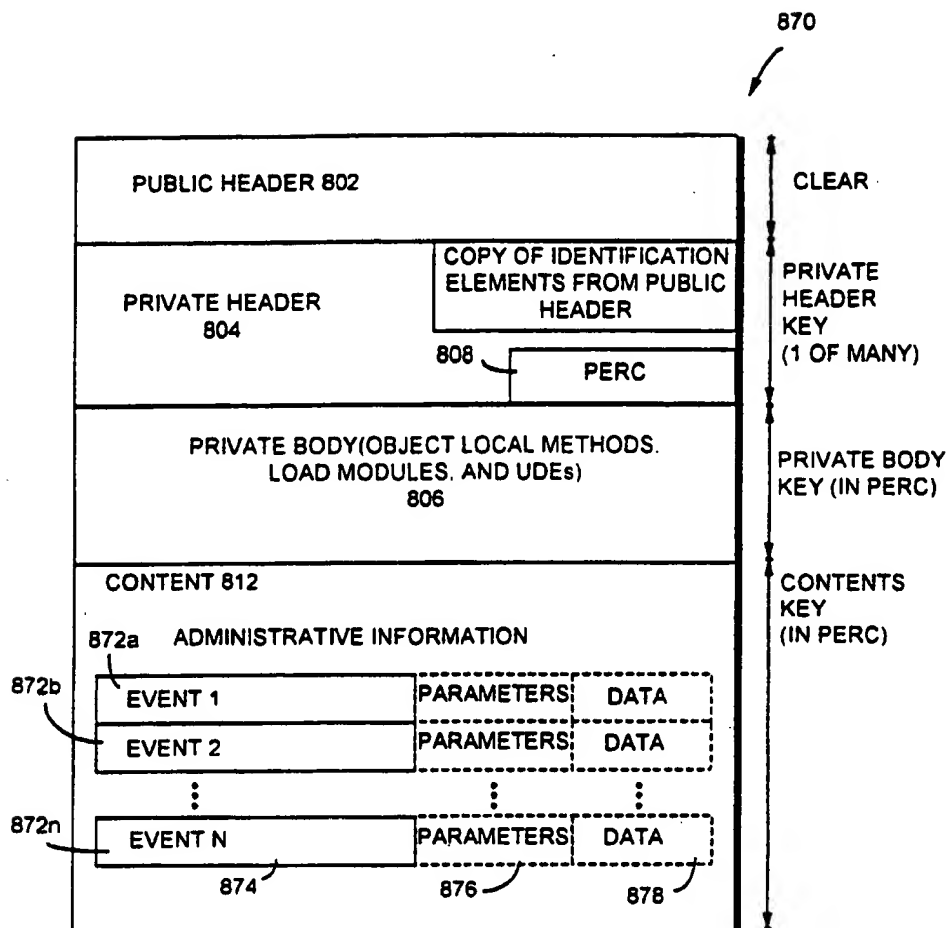 870
PUBLIC HEADER 802
CLEAR
COPY OF IDENTIFICATION
ELEMENTS FROM PUBLIC
HEADER
PRIVATE HEADER
804
808
PERC
PRIVATE
HEADER
KEY
(1 OF MANY)
PRIVATE BODY(OBJECT LOCAL METHODS.
LOAD MODULES, AND UDEs)
806
PRIVATE BODY
KEY (IN PERC)
CONTENT 812
CONTENTS
KEY
(IN PERC)
ADMINISTRATIVE INFORMATION
872a
872b
EVENT 1 PARAMETERS DATA
EVENT 2 PARAMETERS DATA
872n
EVENT N PARAMETERS DATA
874 876 878